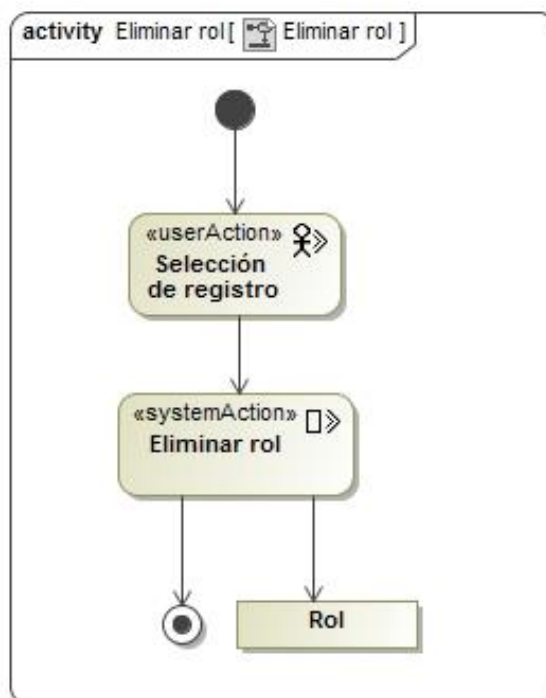 activity Eliminar rol[ Eliminar rol ]
«userAction»
Selección
de registro
«systemAction»
Eliminar rol
Rol